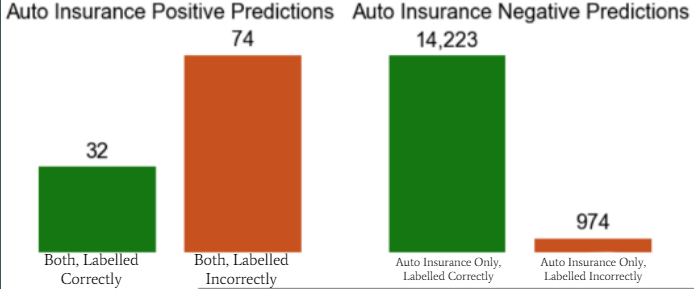 Auto Insurance Positive Predictions
74
32
Both, Labelled
Correctly
Both, Labelled
Incorrectly
Auto Insurance Negative Predictions
14,223
974
Auto Insurance Only,
Labelled Correctly
Auto Insurance Only,
Labelled Incorrectly